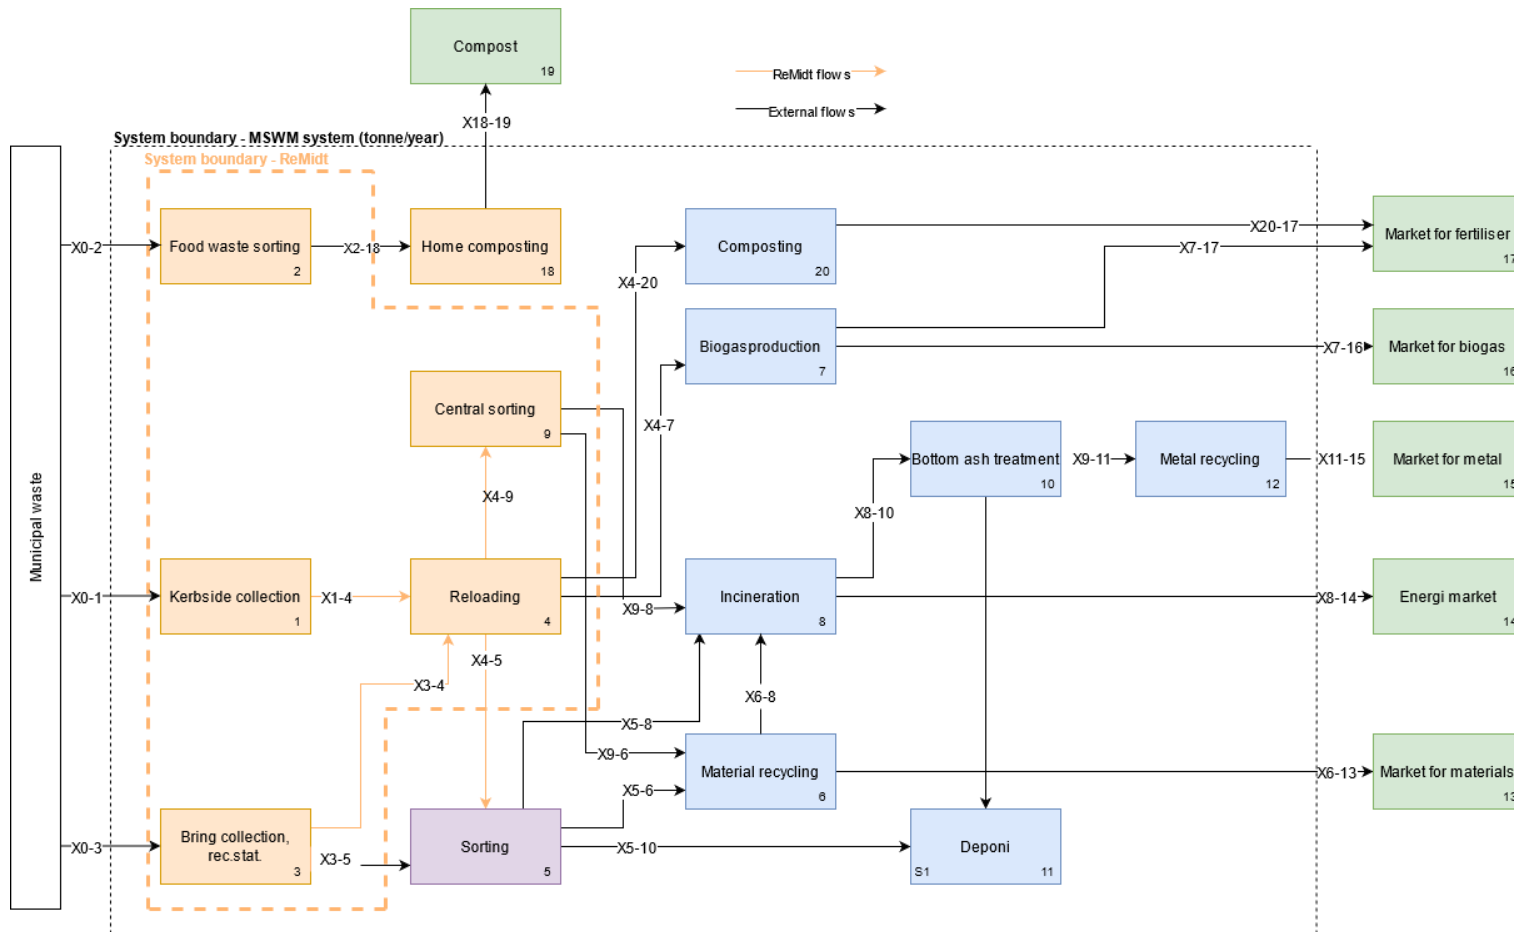 Compost
19
ReMidt flows
External flows
X18-19
System boundary - MSWM system (tonne/year)
System boundary - ReMidt
Municipal waste
X0-2
Food waste sorting
2
X2-18
Home composting
18
Composting
20
X20-17
X7-17
Market for fertiliser
17
X4-20
Biogasproduction
7
X7-16
Market for biogas
16
Central sorting
9
X4-7
Bottom ash treatment
10
X9-11
Metal recycling
12
X11-15
Market for metal
15
X4-9
X8-10
X0-1
Kerbside collection
1
X1-4
Reloading
4
X9-8
Incineration
8
X8-14
Energi market
14
X4-5
X3-4
X6-8
X5-8
X9-6
Material recycling
6
X6-13
Market for materials
13
X5-6
X0-3
Bring collection,
rec.stat.
3
X3-5
Sorting
5
X5-10
Deponi
S1
11